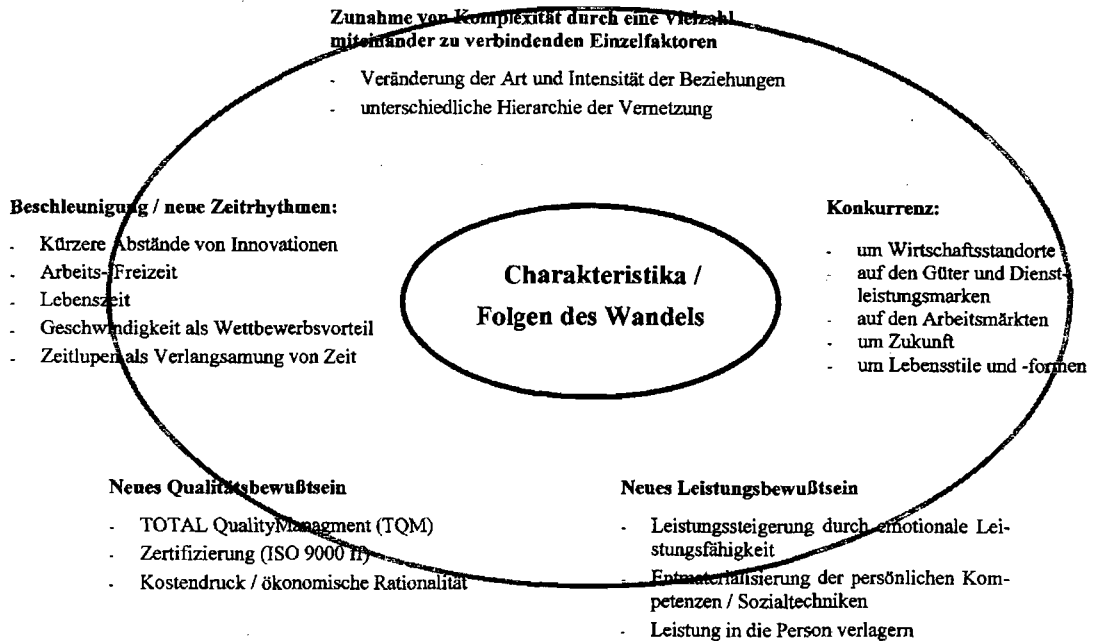 Zunahme von Komplexität durch eine Vielzahl
miteinander zu verbindenden Einzelfaktoren
- Veränderung der Art und Intensität der Beziehungen
- unterschiedliche Hierarchie der Vernetzung
Beschleunigung / neue Zeitrhythmen:
- Kürzere Abstände von Innovationen
- Arbeits- Freizeit
- Lebenszeit
- Geschwindigkeit als Wettbewerbsvorteil
- Zeitlupen als Verlangsamung von Zeit
Charakteristika /
Folgen des Wandels
Konkurrenz:
- um Wirtschaftsstandorte
- auf den Güter und Dienst-
leistungsmarken
- auf den Arbeitsmärkten
- um Zukunft
- um Lebensstile und -formen
Neues Qualitätsbewußtsein
- TOTAL QualityManagment (TQM)
- Zertifizierung (ISO 9000 ff)
- Kostendruck / ökonomische Rationalität
Neues Leistungsbewußtsein
- Leistungssteigerung durch emotionale Lei-
stungsfähigkeit
- Entmaterialisierung der persönlichen Kom-
petenzen / Sozialtechniken
- Leistung in die Person verlagern